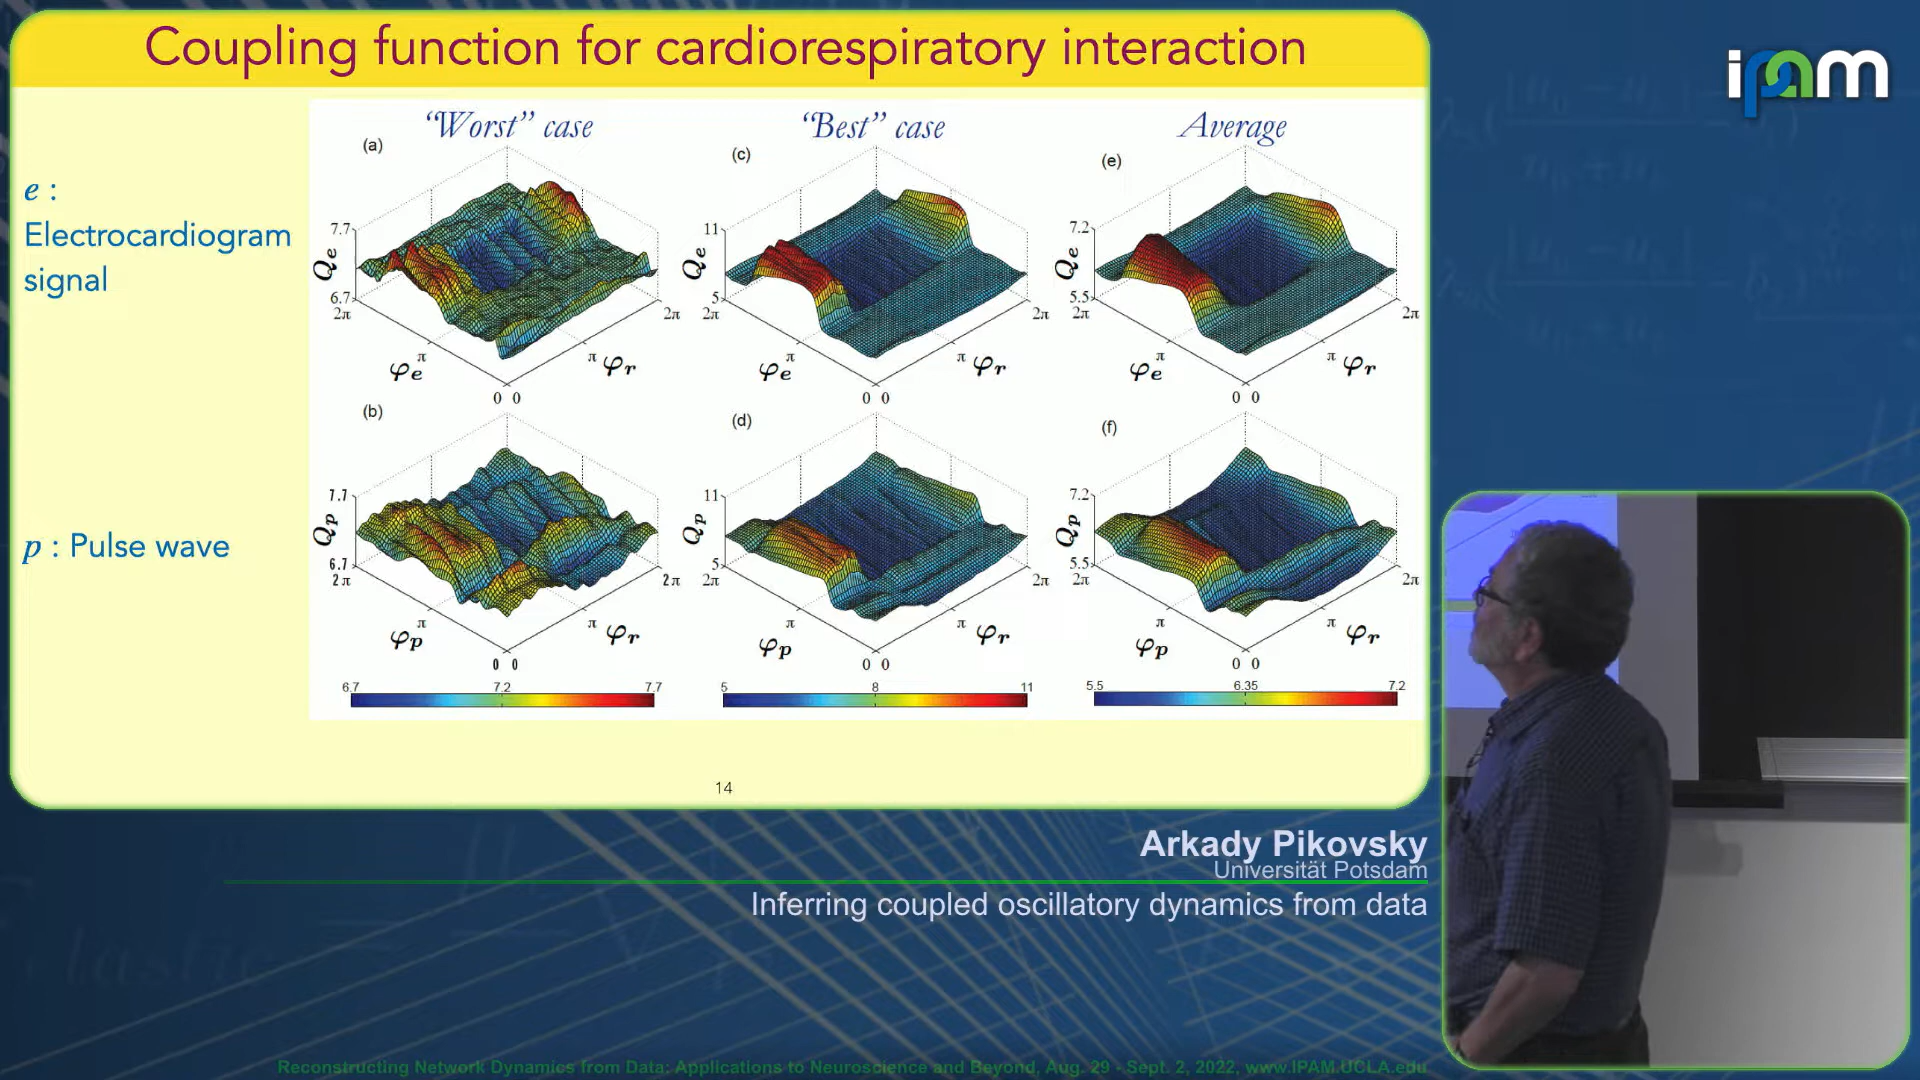 Coupling function for cardiorespiratory interaction
ipam
"Worst" case
"Best" case
Average
e :
Electrocardiogram
signal
(a)
7.7
Qe
6.7
2π
π
φe
0 0
π φr
2π
(c)
11
Qe
5
2π
π
φe
0 0
π φr
2π
(e)
7.2
Qe
5.5
2π
π
φe
0 0
π φr
2π
p : Pulse wave
(b)
7.7
Qp
6.7
2π
π
φp
0 0
π φr
2π
(d)
11
Qp
5
2π
π
φp
0 0
π φr
2π
(f)
7.2
Qp
5.5
2π
π
φp
0 0
π φr
2π
6.7 7.2 7.7
5 8 11
5.5 6.35 7.2
14
Arkady Pikovsky
Universität Potsdam
Inferring coupled oscillatory dynamics from data
Reconstructing Network Dynamics from Data: Applications to Neuroscience and Beyond, Aug. 29 - Sept. 2, 2022, www.IPAM.UCLA.edu